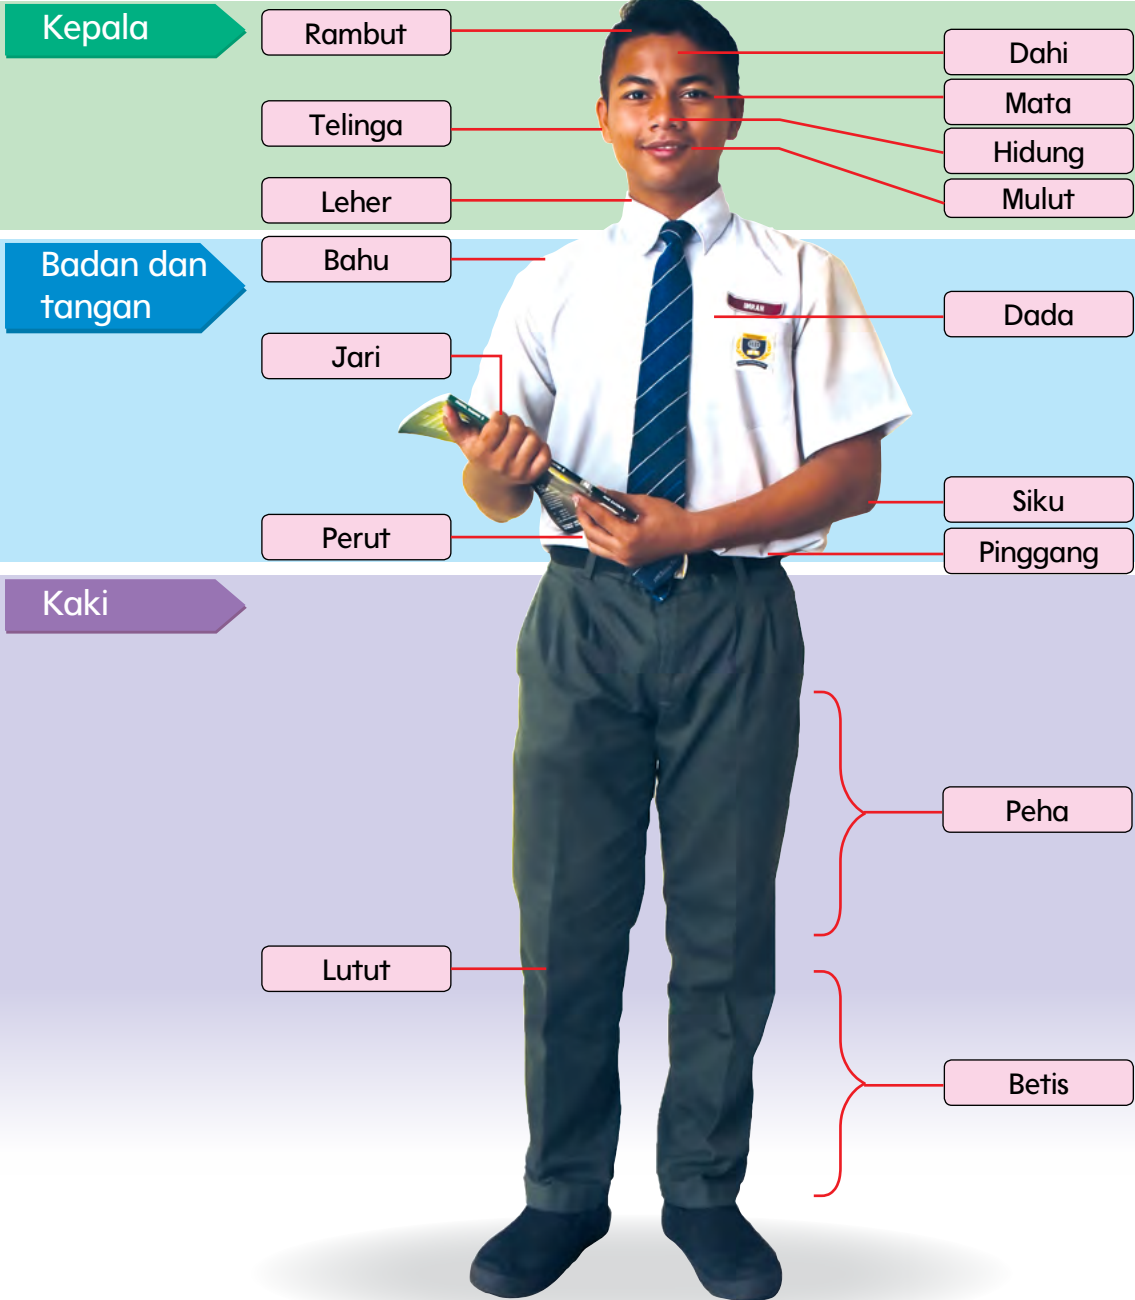 Kepala
Rambut
Telinga
Leher
Dahi
Mata
Hidung
Mulut
Badan dan
tangan
Bahu
Jari
Perut
Dada
Siku
Pinggang
Kaki
Lutut
Peha
Betis